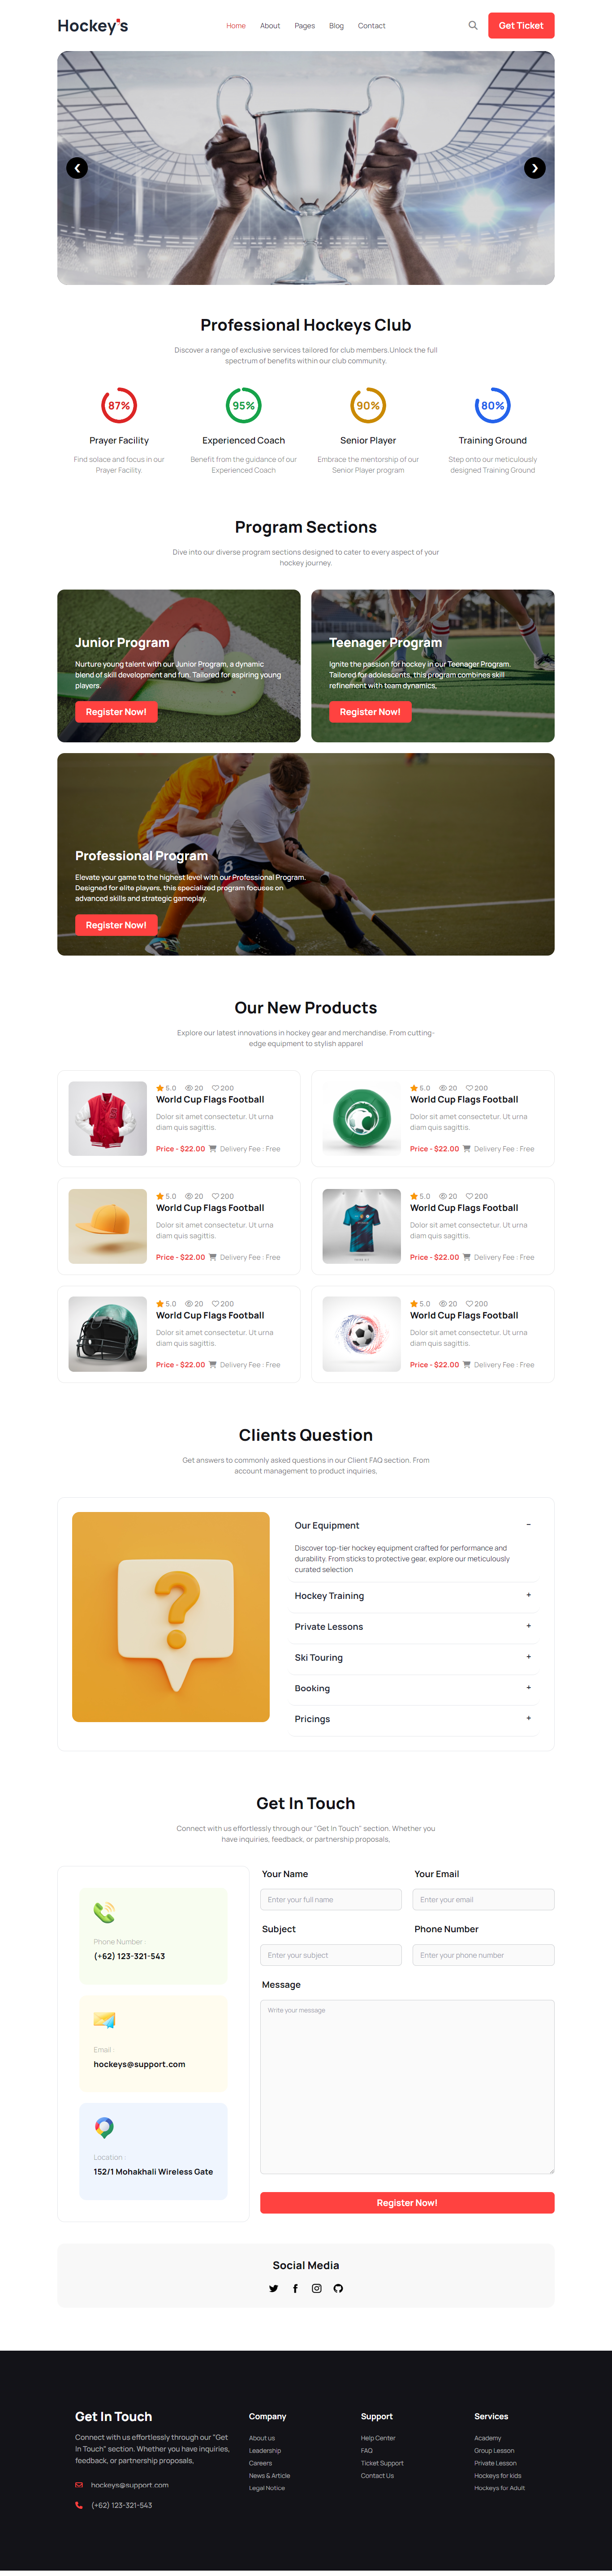 Hockey's
Home About Pages Blog Contact
Get Ticket
Professional Hockeys Club
Discover a range of exclusive services tailored for club members.Unlock the full
spectrum of benefits within our club community.
87%
95%
90%
80%
Prayer Facility
Experienced Coach
Senior Player
Training Ground
Find solace and focus in our
Prayer Facility.
Benefit from the guidance of our
Experienced Coach
Embrace the mentorship of our
Senior Player program
Step onto our meticulously
designed Training Ground
Program Sections
Dive into our diverse program sections designed to cater to every aspect of your
hockey journey.
Junior Program
Nurture young talent with our Junior Program, a dynamic
blend of skill development and fun. Tailored for aspiring young
players.
Register Now!
Teenager Program
Ignite the passion for hockey in our Teenager Program.
Tailored for adolescents, this program combines skill
refinement with team dynamics,
Register Now!
Professional Program
Elevate your game to the highest level with our Professional Program.
Designed for elite players, this specialized program focuses on
advanced skills and strategic gameplay.
Register Now!
Our New Products
Explore our latest innovations in hockey gear and merchandise. From cutting-
edge equipment to stylish apparel
5.0 20 200
World Cup Flags Football
Dolor sit amet consectetur. Ut urna
diam quis sagittis.
Price - $22.00 Delivery Fee : Free
5.0 20 200
World Cup Flags Football
Dolor sit amet consectetur. Ut urna
diam quis sagittis.
Price - $22.00 Delivery Fee : Free
5.0 20 200
World Cup Flags Football
Dolor sit amet consectetur. Ut urna
diam quis sagittis.
Price - $22.00 Delivery Fee : Free
5.0 20 200
World Cup Flags Football
Dolor sit amet consectetur. Ut urna
diam quis sagittis.
Price - $22.00 Delivery Fee : Free
5.0 20 200
World Cup Flags Football
Dolor sit amet consectetur. Ut urna
diam quis sagittis.
Price - $22.00 Delivery Fee : Free
5.0 20 200
World Cup Flags Football
Dolor sit amet consectetur. Ut urna
diam quis sagittis.
Price - $22.00 Delivery Fee : Free
Clients Question
Get answers to commonly asked questions in our Client FAQ section. From
account management to product inquiries,
?
Our Equipment −
Discover top-tier hockey equipment crafted for performance and
durability. From sticks to protective gear, explore our meticulously
curated selection
Hockey Training +
Private Lessons +
Ski Touring +
Booking +
Pricings +
Get In Touch
Connect with us effortlessly through our "Get In Touch" section. Whether you
have inquiries, feedback, or partnership proposals,
Phone Number :
(+62) 123-321-543
Email :
hockeys@support.com
Location :
152/1 Mohakhali Wireless Gate
Your Name
Enter your full name
Your Email
Enter your email
Subject
Enter your subject
Phone Number
Enter your phone number
Message
Write your message
Register Now!
Social Media
Get In Touch
Connect with us effortlessly through our "Get
In Touch" section. Whether you have inquiries,
feedback, or partnership proposals,
hockeys@support.com
(+62) 123-321-543
Company
About us
Leadership
Careers
News & Article
Legal Notice
Support
Help Center
FAQ
Ticket Support
Contact Us
Services
Academy
Group Lesson
Private Lesson
Hockeys for kids
Hockeys for Adult